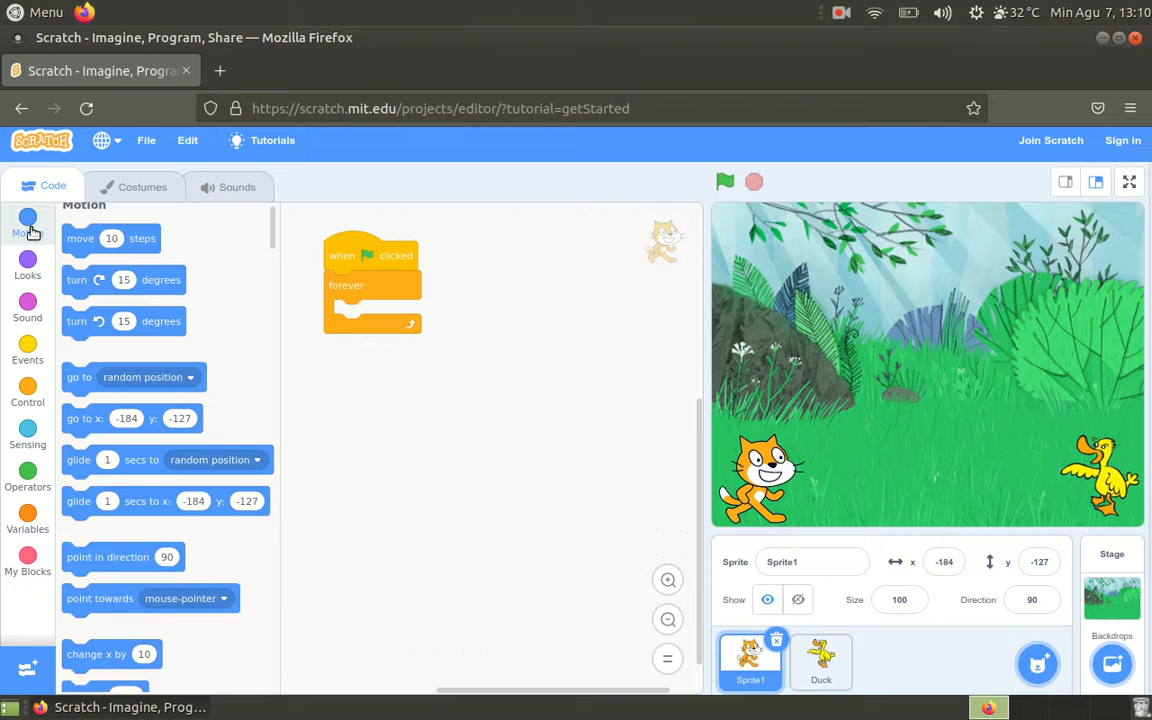 Menu
32 °C Min Agu 7, 13:10
Scratch - Imagine, Program, Share — Mozilla Firefox
Scratch - Imagine, Progra
https://scratch.mit.edu/projects/editor/?tutorial=getStarted
SCRATCH File Edit Tutorials Join Scratch Sign in
Code Costumes Sounds
Motion
Looks
Sound
Events
Control
Sensing
Operators
Variables
My Blocks
Motion
move 10 steps
turn 15 degrees
turn 15 degrees
go to random position
go to x: -184 y: -127
glide 1 secs to random position
glide 1 secs to x: -184 y: -127
point in direction 90
point towards mouse-pointer
change x by 10
when clicked
forever
Sprite Sprite1 x -184 y -127
Show Size 100 Direction 90
Sprite1
Duck
Stage
Backdrops
Scratch - Imagine, Prog...